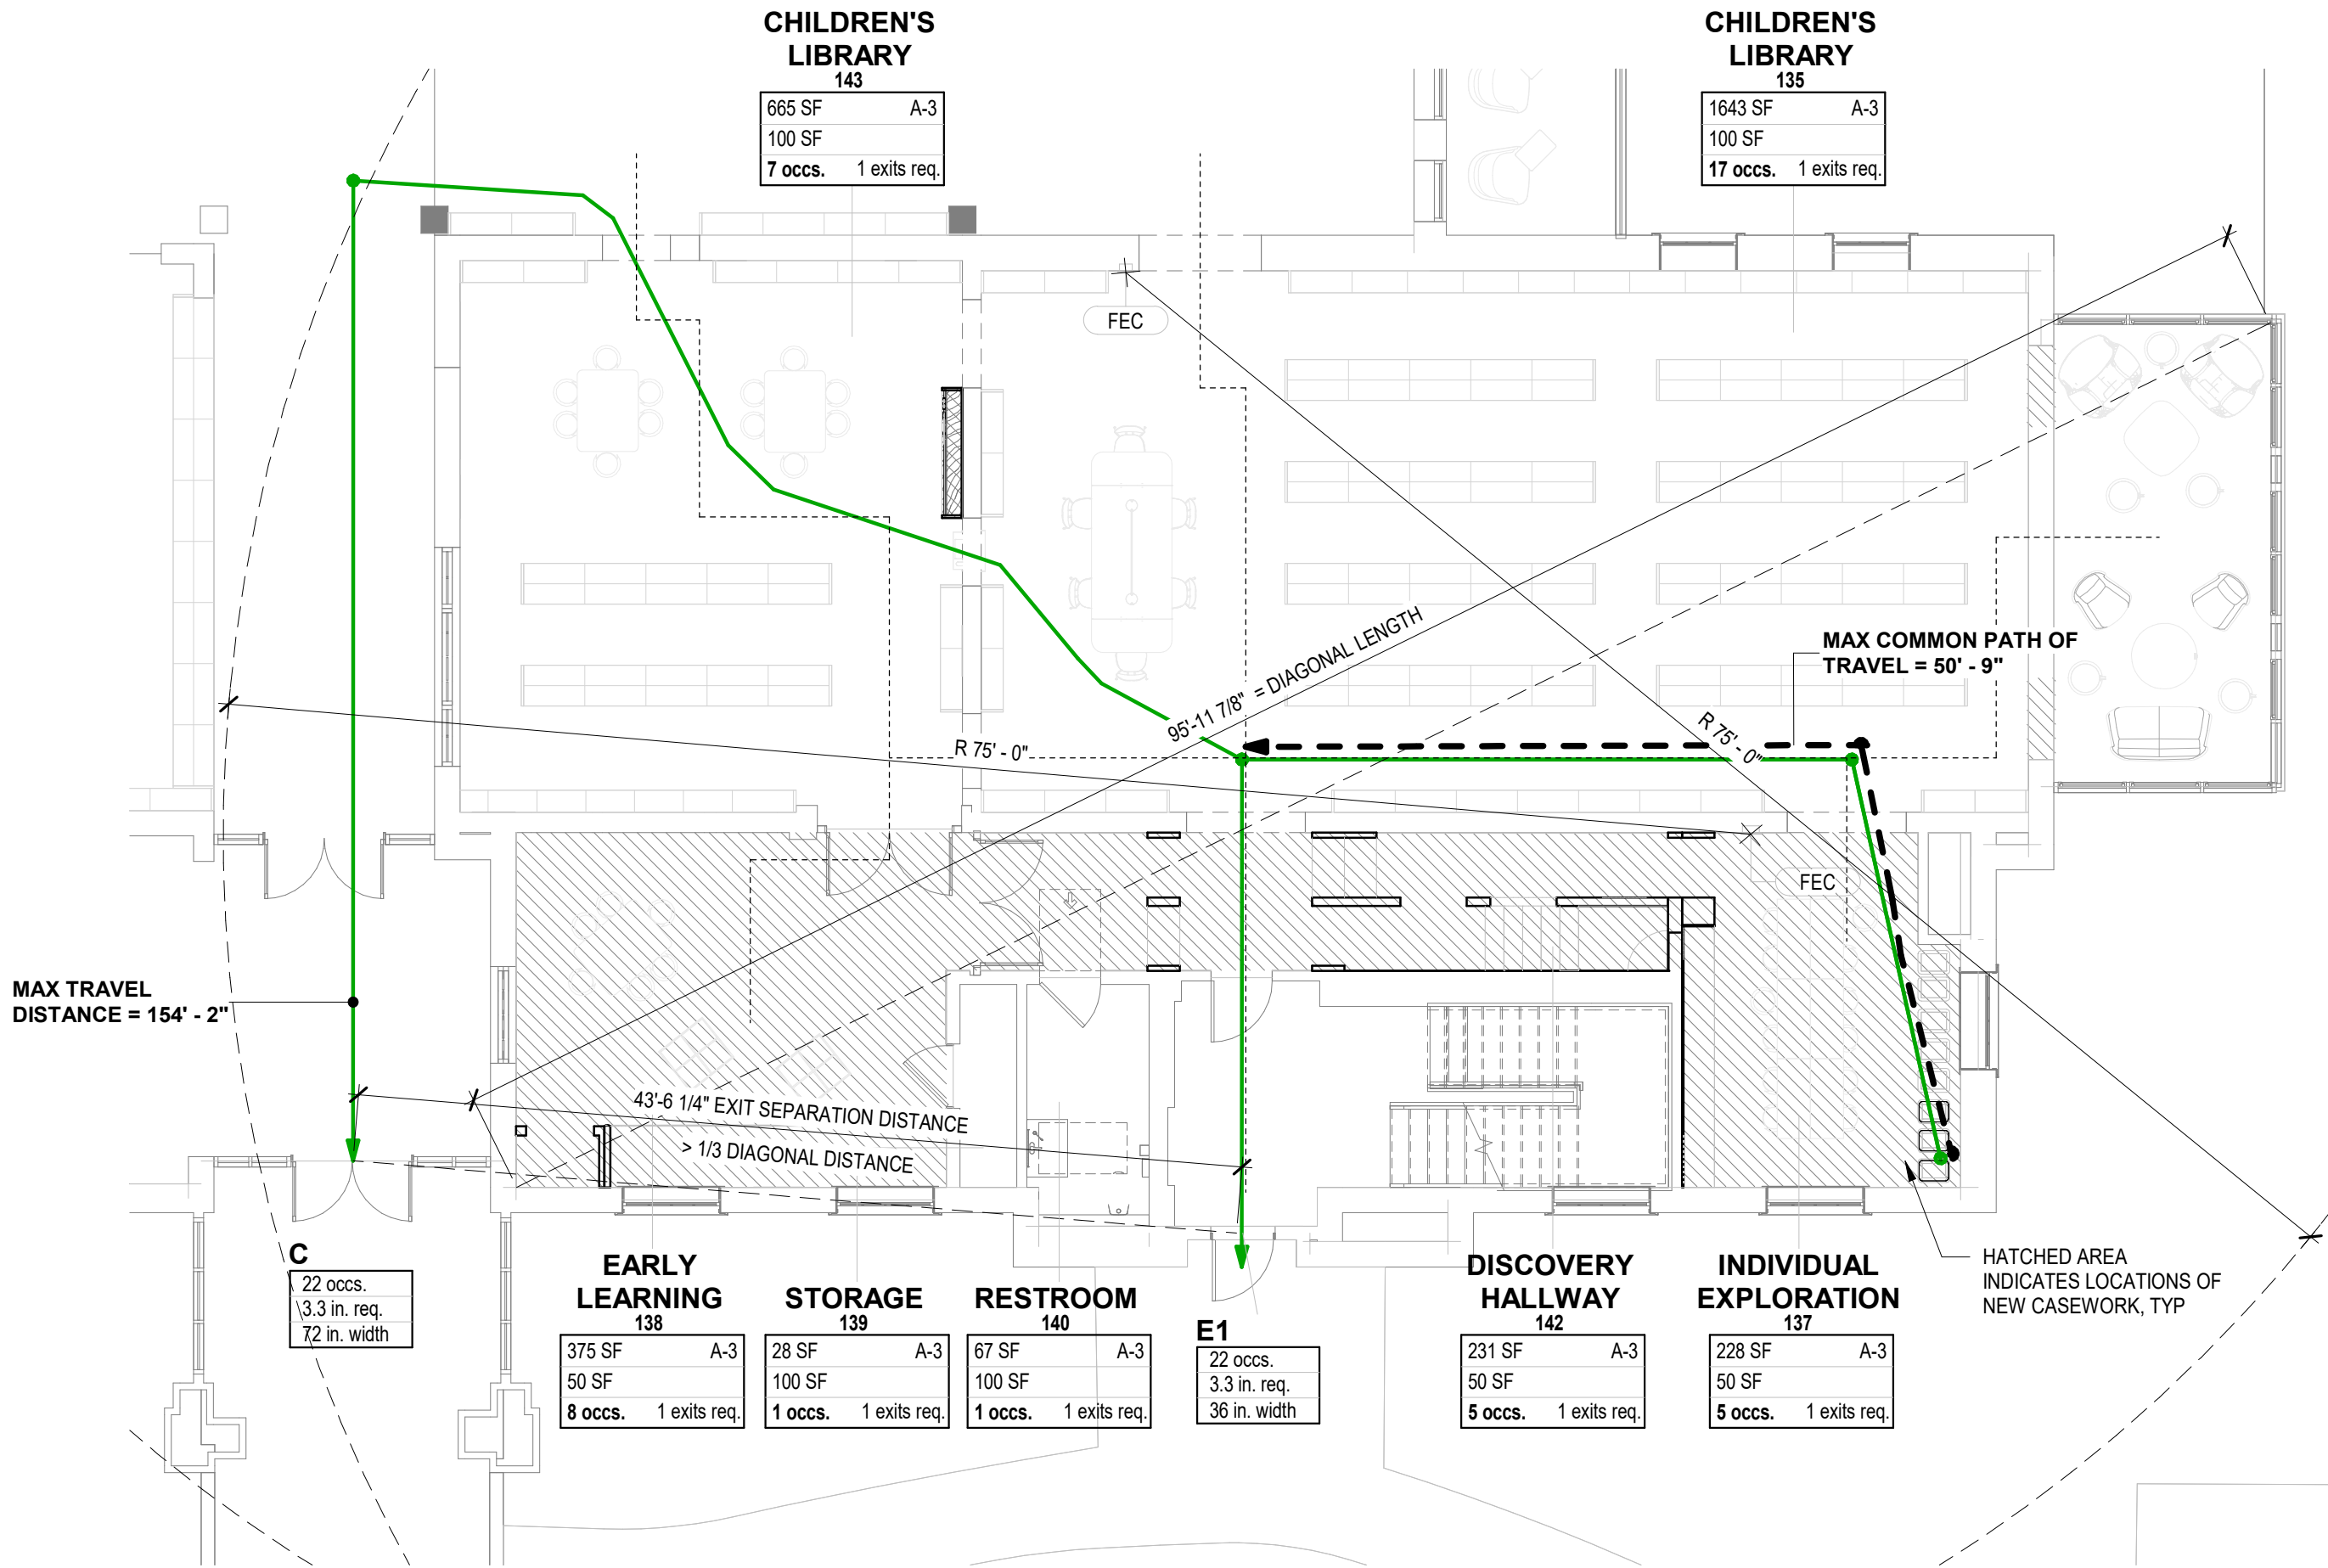 CHILDREN'S
LIBRARY
143
665 SF A-3
100 SF
7 occs. 1 exits req.
CHILDREN'S
LIBRARY
135
1643 SF A-3
100 SF
17 occs. 1 exits req.
FEC
95'-11 7/8" = DIAGONAL LENGTH
MAX COMMON PATH OF
TRAVEL = 50' - 9"
R 75' - 0"
R 75' - 0"
FEC
MAX TRAVEL
DISTANCE = 154' - 2"
43'-6 1/4" EXIT SEPARATION DISTANCE
> 1/3 DIAGONAL DISTANCE
HATCHED AREA
INDICATES LOCATIONS OF
NEW CASEWORK, TYP
C
22 occs.
3.3 in. req.
72 in. width
EARLY
LEARNING
138
375 SF A-3
50 SF
8 occs. 1 exits req.
STORAGE
139
28 SF A-3
100 SF
1 occs. 1 exits req.
RESTROOM
140
67 SF A-3
100 SF
1 occs. 1 exits req.
E1
22 occs.
3.3 in. req.
36 in. width
DISCOVERY
HALLWAY
142
231 SF A-3
50 SF
5 occs. 1 exits req.
INDIVIDUAL
EXPLORATION
137
228 SF A-3
50 SF
5 occs. 1 exits req.